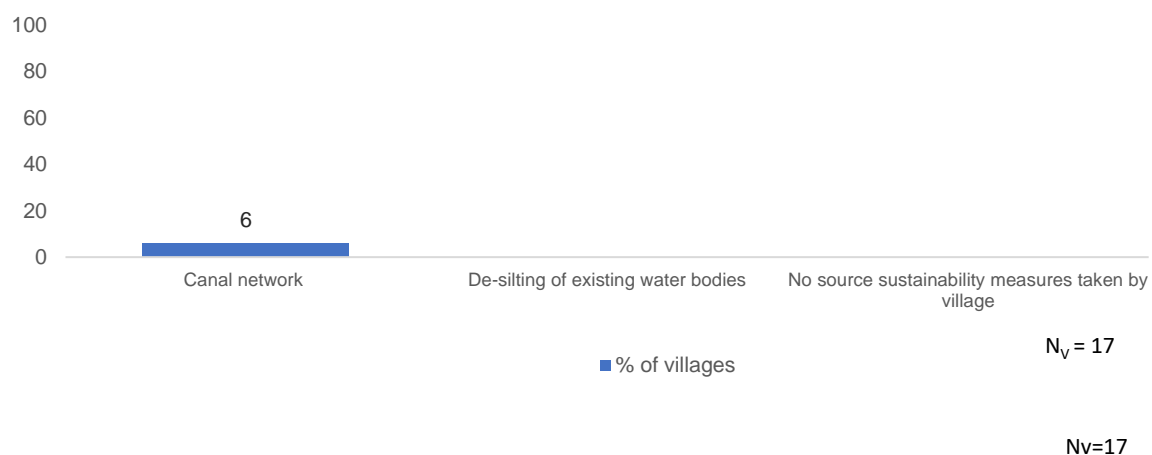 100
80
60
40
20
0
6
Canal network
De-silting of existing water bodies
No source sustainability measures taken by
village
% of villages
NV = 17
Nv=17